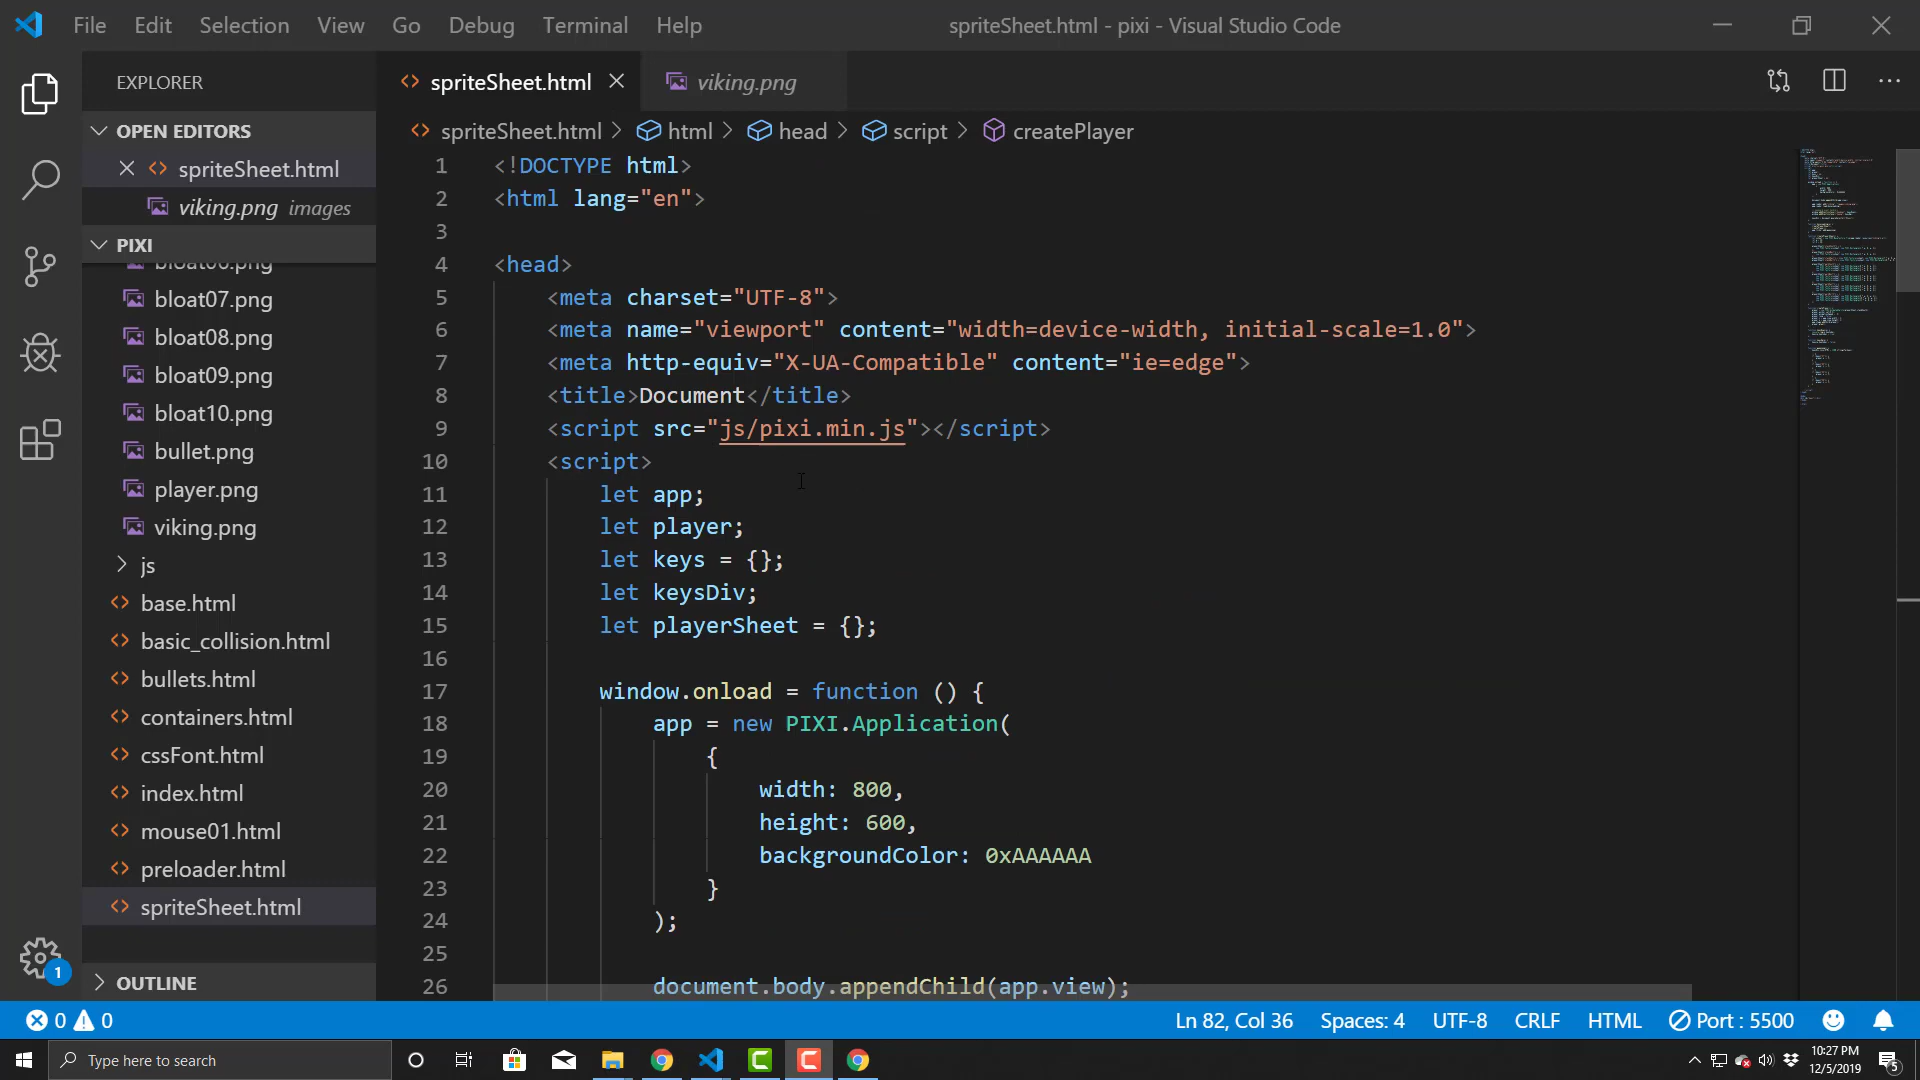 File Edit Selection View Go Debug Terminal Help spriteSheet.html - pixi - Visual Studio Code
EXPLORER
OPEN EDITORS
spriteSheet.html
viking.png images
PIXI
bloat06.png
bloat07.png
bloat08.png
bloat09.png
bloat10.png
bullet.png
player.png
viking.png
js
base.html
basic_collision.html
bullets.html
containers.html
cssFont.html
index.html
mouse01.html
preloader.html
spriteSheet.html
OUTLINE
1
spriteSheet.html viking.png
spriteSheet.html > html > head > script > createPlayer
1 <!DOCTYPE html>
2 <html lang="en">
3
4 <head>
5 <meta charset="UTF-8">
6 <meta name="viewport" content="width=device-width, initial-scale=1.0">
7 <meta http-equiv="X-UA-Compatible" content="ie=edge">
8 <title>Document</title>
9 <script src="js/pixi.min.js"></script>
10 <script>
11 let app;
12 let player;
13 let keys = {};
14 let keysDiv;
15 let playerSheet = {};
16
17 window.onload = function () {
18 app = new PIXI.Application(
19 {
20 width: 800,
21 height: 600,
22 backgroundColor: 0xAAAAAA
23 }
24 );
25
26 document.body.appendChild(app.view);
0 0 Ln 82, Col 36 Spaces: 4 UTF-8 CRLF HTML Port : 5500
Type here to search
10:27 PM
12/5/2019
5